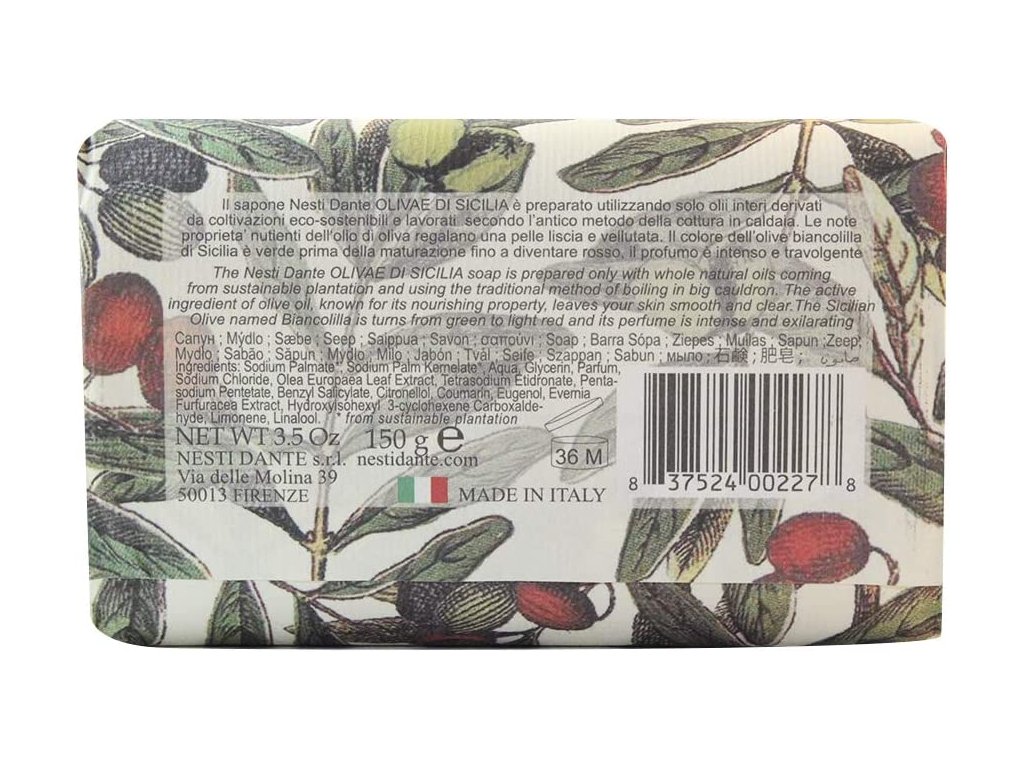 Il sapone Nesti Dante OLIVAE DI SICILIA è preparato utilizzando solo olii interi derivati
da coltivazioni eco-sostenibili e lavorati secondo l'antico metodo della cottura in caldaia. Le note
proprieta' nutienti dell'olio di oliva regalano una pelle liscia e vellutata. Il colore dell'olive biancolilla
di Sicilia è verde prima della maturazione fino a diventare rosso, il profumo è intenso e travolgente
The Nesti Dante OLIVAE DI SICILIA soap is prepared only with whole natural oils coming
from sustainable plantation and using the traditional method of boiling in big cauldron. The active
ingredient of olive oil, known for its nourishing property, leaves your skin smooth and clear.The Sicilian
Olive named Biancolilla is turns from green to light red and its perfume is intense and exilarating
Сапун ; Mýdlo ; Sæbe ; Seep ; Saippua ; Savon ; σαπούνι ; Soap ; Barra Sópa ; Ziepes ; Muilas ; Sapun ;Zeep;
Mydło ; Sabão ; Săpun ; Mydlo ; Milo ; Jabón ; Tvål ; Seife ; Szappan ; Sabun ; мыло ; 石鹸 ; 肥皂 ; صابون
Ingredients: Sodium Palmate*, Sodium Palm Kernelate*, Aqua, Glycerin, Parfum,
Sodium Chloride, Olea Europaea Leaf Extract, Tetrasodium Etidronate, Penta-
sodium Pentetate, Benzyl Salicylate, Citronellol, Coumarin, Eugenol, Evernia
Furfuracea Extract, Hydroxyisohexyl 3-cyclohexene Carboxalde-
hyde, Limonene, Linalool. * from sustainable plantation
NET WT 3.5 Oz 150 g e
NESTI DANTE s.r.l. nestidante.com
Via delle Molina 39
50013 FIRENZE
MADE IN ITALY
36 M
8 37524 00227 8